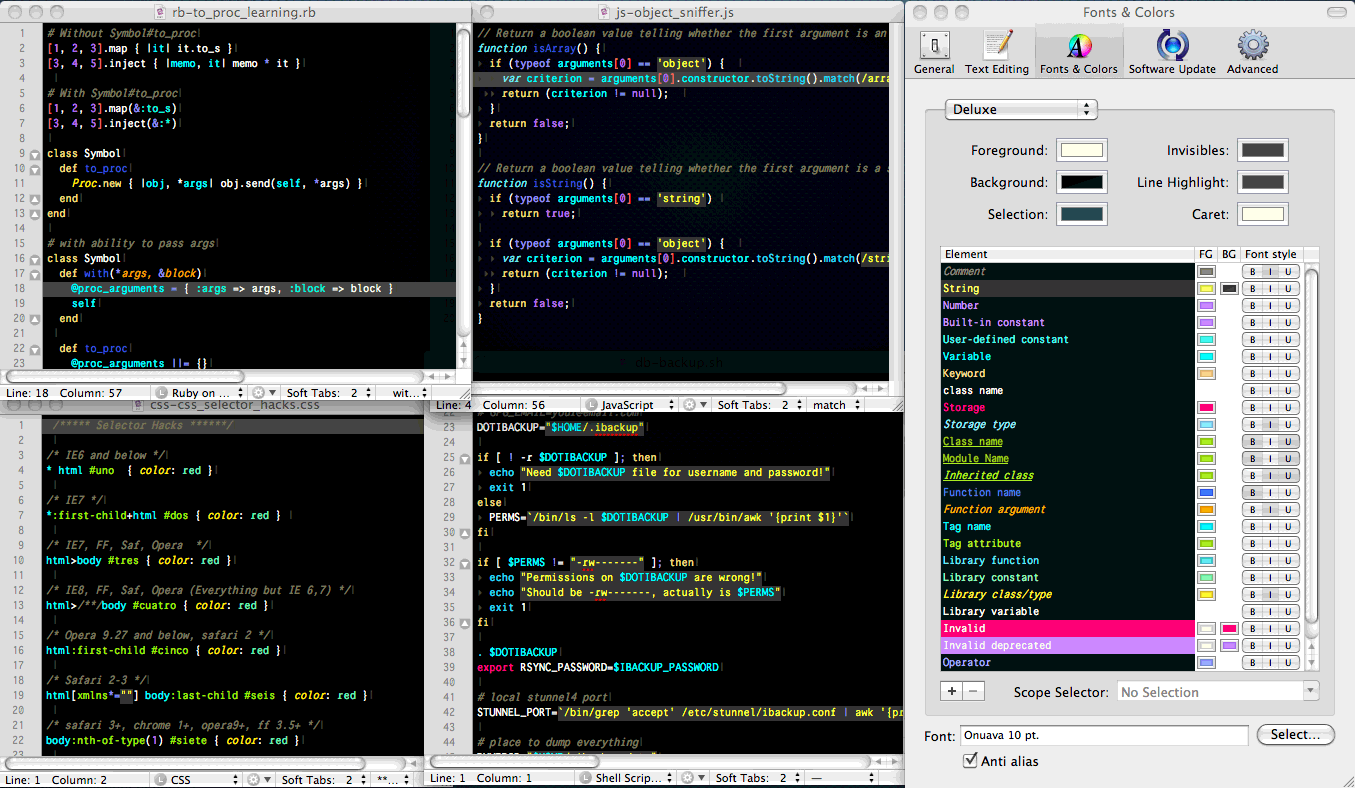 rb-to_proc_learning.rb
1 # Without Symbol#to_proc
2 [1, 2, 3].map { |it| it.to_s }
3 [3, 4, 5].inject { |memo, it| memo * it }
4
5 # With Symbol#to_proc
6 [1, 2, 3].map(&:to_s)
7 [3, 4, 5].inject(&:*)
8
9 class Symbol
10 def to_proc
11 Proc.new { |obj, *args| obj.send(self, *args) }
12 end
13 end
14
15 # with ability to pass args
16 class Symbol
17 def with(*args, &block)
18 @proc_arguments = { :args => args, :block => block }
19 self
20 end
21
22 def to_proc
23 @proc_arguments ||= {}
Line: 18 Column: 57 Ruby on ... Soft Tabs: 2 wit...
js-object_sniffer.js
// Return a boolean value telling whether the first argument is an
function isArray() {
if (typeof arguments[0] == 'object') {
var criterion = arguments[0].constructor.toString().match(/arra
return (criterion != null);
}
return false;
}
// Return a boolean value telling whether the first argument is a s
function isString() {
if (typeof arguments[0] == 'string')
return true;
if (typeof arguments[0] == 'object') {
var criterion = arguments[0].constructor.toString().match(/stri
return (criterion != null);
}
return false;
}
db-backup.sh
Line: 4 Column: 56 JavaScript Soft Tabs: 2 match
css-css_selector_hacks.css
1 /***** Selector Hacks ******/
2
3 /* IE6 and below */
4 * html #uno { color: red }
5
6 /* IE7 */
7 *:first-child+html #dos { color: red }
8
9 /* IE7, FF, Saf, Opera */
10 html>body #tres { color: red }
11
12 /* IE8, FF, Saf, Opera (Everything but IE 6,7) */
13 html>/**/body #cuatro { color: red }
14
15 /* Opera 9.27 and below, safari 2 */
16 html:first-child #cinco { color: red }
17
18 /* Safari 2-3 */
19 html[xmlns*=""] body:last-child #seis { color: red }
20
21 /* safari 3+, chrome 1+, opera9+, ff 3.5+ */
22 body:nth-of-type(1) #siete { color: red }
23
Line: 1 Column: 2 CSS Soft Tabs: 2 **...
23 DOTIBACKUP="$HOME/.ibackup"
24
25 if [ ! -r $DOTIBACKUP ]; then
26 echo "Need $DOTIBACKUP file for username and password!"
27 exit 1
28 else
29 PERMS=`/bin/ls -l $DOTIBACKUP | /usr/bin/awk '{print $1}'`
30 fi
31
32 if [ $PERMS != "-rw-------" ]; then
33 echo "Permissions on $DOTIBACKUP are wrong!"
34 echo "Should be -rw-------, actually is $PERMS"
35 exit 1
36 fi
37
38 . $DOTIBACKUP
39 export RSYNC_PASSWORD=$IBACKUP_PASSWORD
40
41 # local stunnel4 port
42 STUNNEL_PORT=`/bin/grep 'accept' /etc/stunnel/ibackup.conf | awk '{pr
43
44 # place to dump everything
Line: 1 Column: 1 Shell Scrip... Soft Tabs: 2 —
Fonts & Colors
General Text Editing Fonts & Colors Software Update Advanced
Deluxe
Foreground: Invisibles:
Background: Line Highlight:
Selection: Caret:
Element FG BG Font style
Comment B I U
String B I U
Number B I U
Built-in constant B I U
User-defined constant B I U
Variable B I U
Keyword B I U
class name B I U
Storage B I U
Storage type B I U
Class name B I U
Module Name B I U
Inherited class B I U
Function name B I U
Function argument B I U
Tag name B I U
Tag attribute B I U
Library function B I U
Library constant B I U
Library class/type B I U
Library variable B I U
Invalid B I U
Invalid deprecated B I U
Operator B I U
+ − Scope Selector: No Selection
Font: Onuava 10 pt. Select...
Anti alias